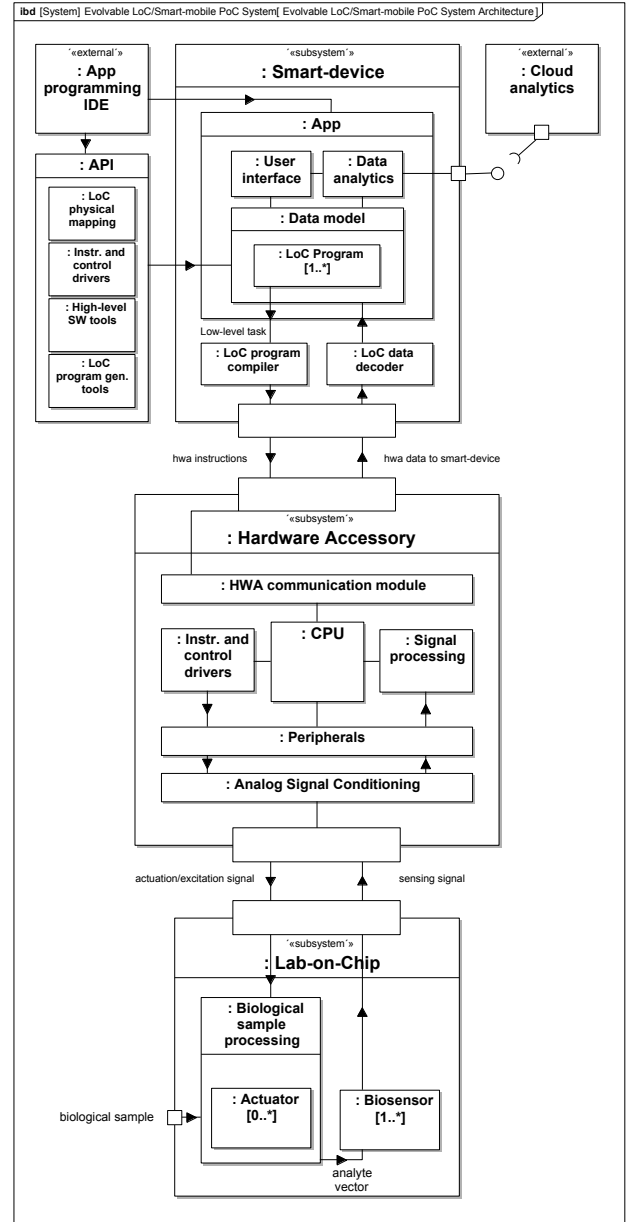 ibd [System] Evolvable LoC/Smart-mobile PoC System[ Evolvable LoC/Smart-mobile PoC System Architecture]
´«external´»
: App
programming
IDE
´«subsystem´»
: Smart-device
´«external´»
: Cloud
analytics
: App
: API
: User
interface
: Data
analytics
: LoC
physical
mapping
: Data model
: Instr. and
control
drivers
: LoC Program
[1..*]
: High-level
SW tools
Low-level task
: LoC
program gen.
tools
: LoC program
compiler
: LoC data
decoder
hwa instructions
hwa data to smart-device
´«subsystem´»
: Hardware Accessory
: HWA communication module
: Instr. and
control
drivers
: CPU
: Signal
processing
: Peripherals
: Analog Signal Conditioning
actuation/excitation signal
sensing signal
´«subsystem´»
: Lab-on-Chip
: Biological
sample
processing
: Actuator
[0..*]
: Biosensor
[1..*]
biological sample
analyte
vector